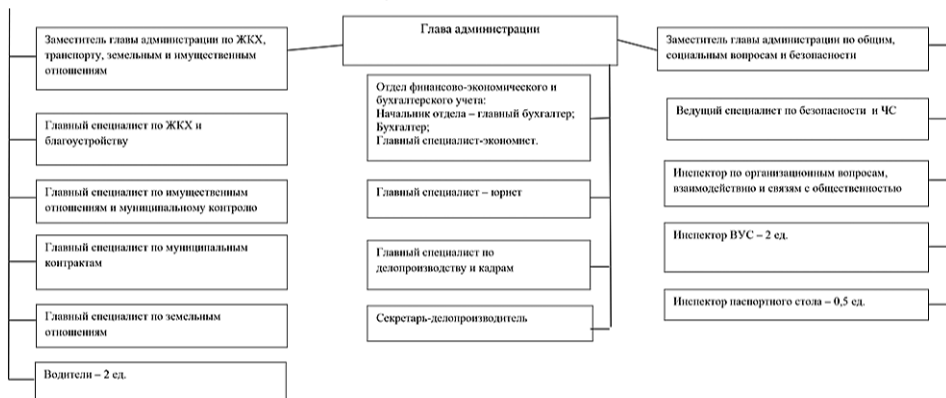 Глава администрации
Заместитель главы администрации по ЖКХ,
транспорту, земельным и имущественным
отношениям
Главный специалист по ЖКХ и
благоустройству
Главный специалист по имущественным
отношениям и муниципальному контролю
Главный специалист по муниципальным
контрактам
Главный специалист по земельным
отношениям
Водители – 2 ед.
Отдел финансово-экономического и
бухгалтерского учета:
Начальник отдела – главный бухгалтер;
Бухгалтер;
Главный специалист-экономист.
Главный специалист – юрист
Главный специалист по
делопроизводству и кадрам
Секретарь-делопроизводитель
Заместитель главы администрации по общим,
социальным вопросам и безопасности
Ведущий специалист по безопасности и ЧС
Инспектор по организационным вопросам,
взаимодействию и связям с общественностью
Инспектор ВУС – 2 ед.
Инспектор паспортного стола – 0,5 ед.